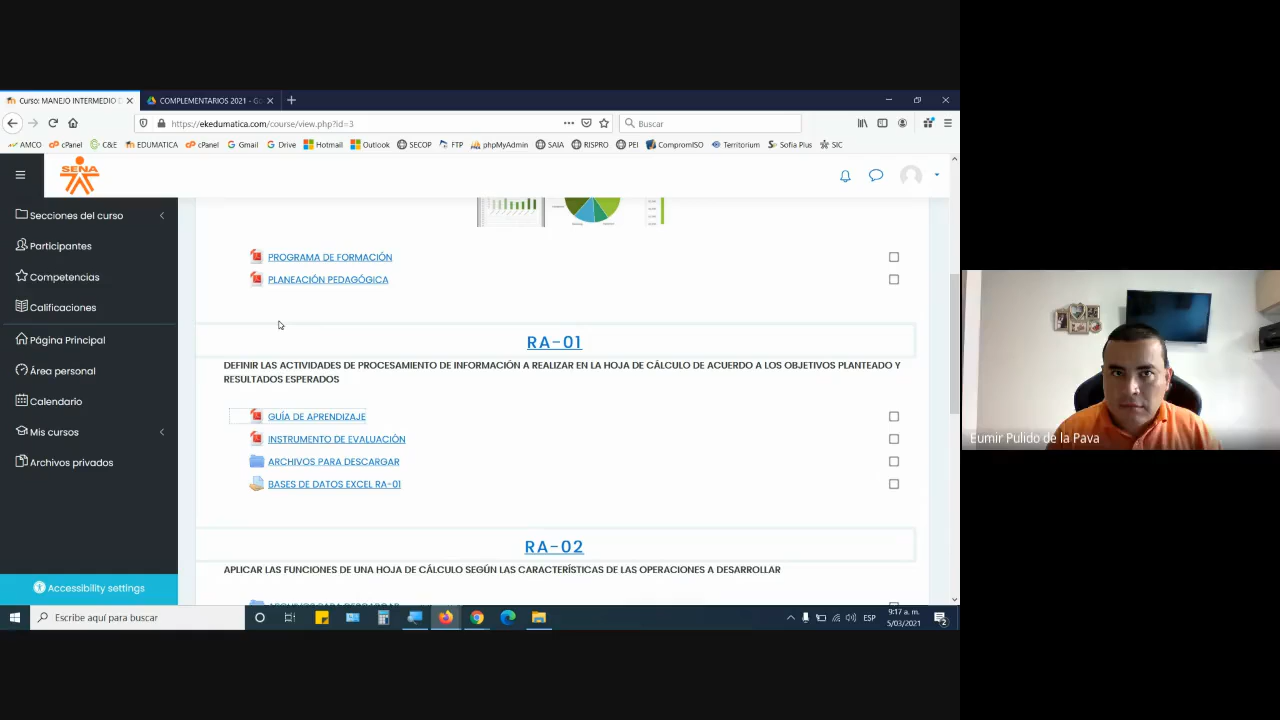 Curso: MANEJO INTERMEDIO
COMPLEMENTARIOS 2021 - Go
https://ekedumatica.com/course/view.php?id=3
Buscar
AMCO cPanel C&E EDUMATICA cPanel Gmail Drive Hotmail Outlook SECOP FTP phpMyAdmin SAIA RISPRO PEI CompromISO Territorium Sofia Plus SIC
SENA
Secciones del curso
Participantes
Competencias
Calificaciones
Página Principal
Área personal
Calendario
Mis cursos
Archivos privados
Accessibility settings
PROGRAMA DE FORMACIÓN
PLANEACIÓN PEDAGÓGICA
RA-01
DEFINIR LAS ACTIVIDADES DE PROCESAMIENTO DE INFORMACIÓN A REALIZAR EN LA HOJA DE CÁLCULO DE ACUERDO A LOS OBJETIVOS PLANTEADO Y
RESULTADOS ESPERADOS
GUÍA DE APRENDIZAJE
INSTRUMENTO DE EVALUACIÓN
ARCHIVOS PARA DESCARGAR
BASES DE DATOS EXCEL RA-01
RA-02
APLICAR LAS FUNCIONES DE UNA HOJA DE CÁLCULO SEGÚN LAS CARACTERÍSTICAS DE LAS OPERACIONES A DESARROLLAR
ARCHIVOS PARA DESCARGAR
Escribe aquí para buscar
ESP
9:17 a. m.
5/03/2021
2
Eumir Pulido de la Pava